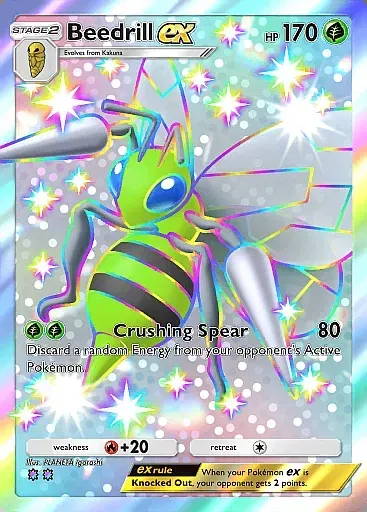 STAGE 2 Beedrill ex HP 170
Evolves from Kakuna
Crushing Spear 80
Discard a random Energy from your opponent's Active
Pokémon.
weakness +20 retreat
Illus. PLANETA Igarashi
ex rule When your Pokémon ex is
Knocked Out, your opponent gets 2 points.